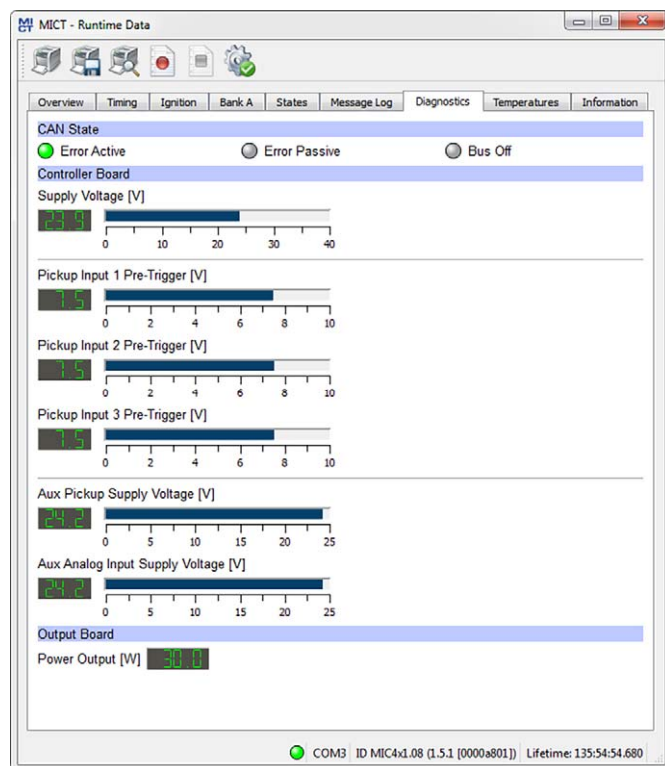 MICT - Runtime Data
Overview Timing Ignition Bank A States Message Log Diagnostics Temperatures Information
CAN State
Error Active Error Passive Bus Off
Controller Board
Supply Voltage [V]
23.9
0 10 20 30 40
Pickup Input 1 Pre-Trigger [V]
7.5
0 2 4 6 8 10
Pickup Input 2 Pre-Trigger [V]
7.5
0 2 4 6 8 10
Pickup Input 3 Pre-Trigger [V]
7.5
0 2 4 6 8 10
Aux Pickup Supply Voltage [V]
24.2
0 5 10 15 20 25
Aux Analog Input Supply Voltage [V]
24.2
0 5 10 15 20 25
Output Board
Power Output [W] 30.0
COM3 ID MIC4x1.08 (1.5.1 [0000a801]) Lifetime: 135:54:54.680